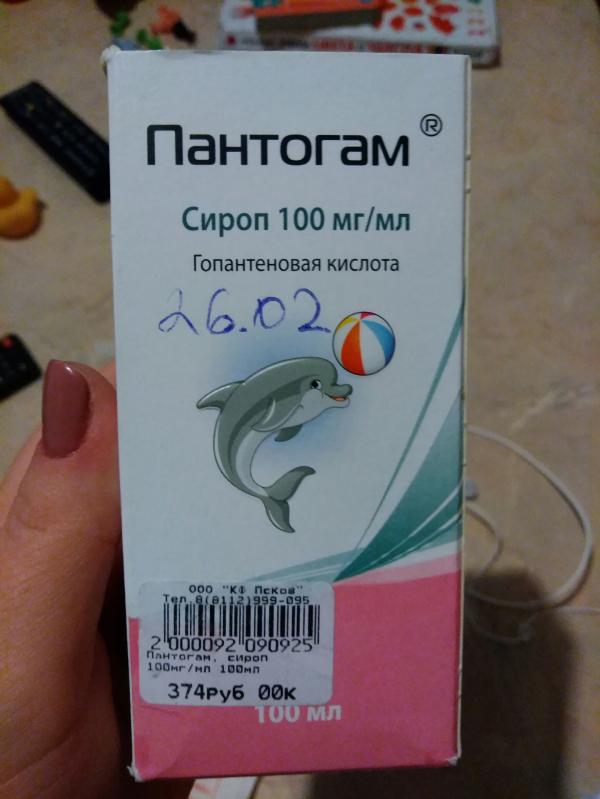 Пантогам ®
Сироп 100 мг/мл
Гопантеновая кислота
26.02
ООО "КФ Псков"
Тел.8(8112)999-095
2 000092 090925
Пантогам, сироп
100мг/мл 100мл
374руб 00к
100 мл